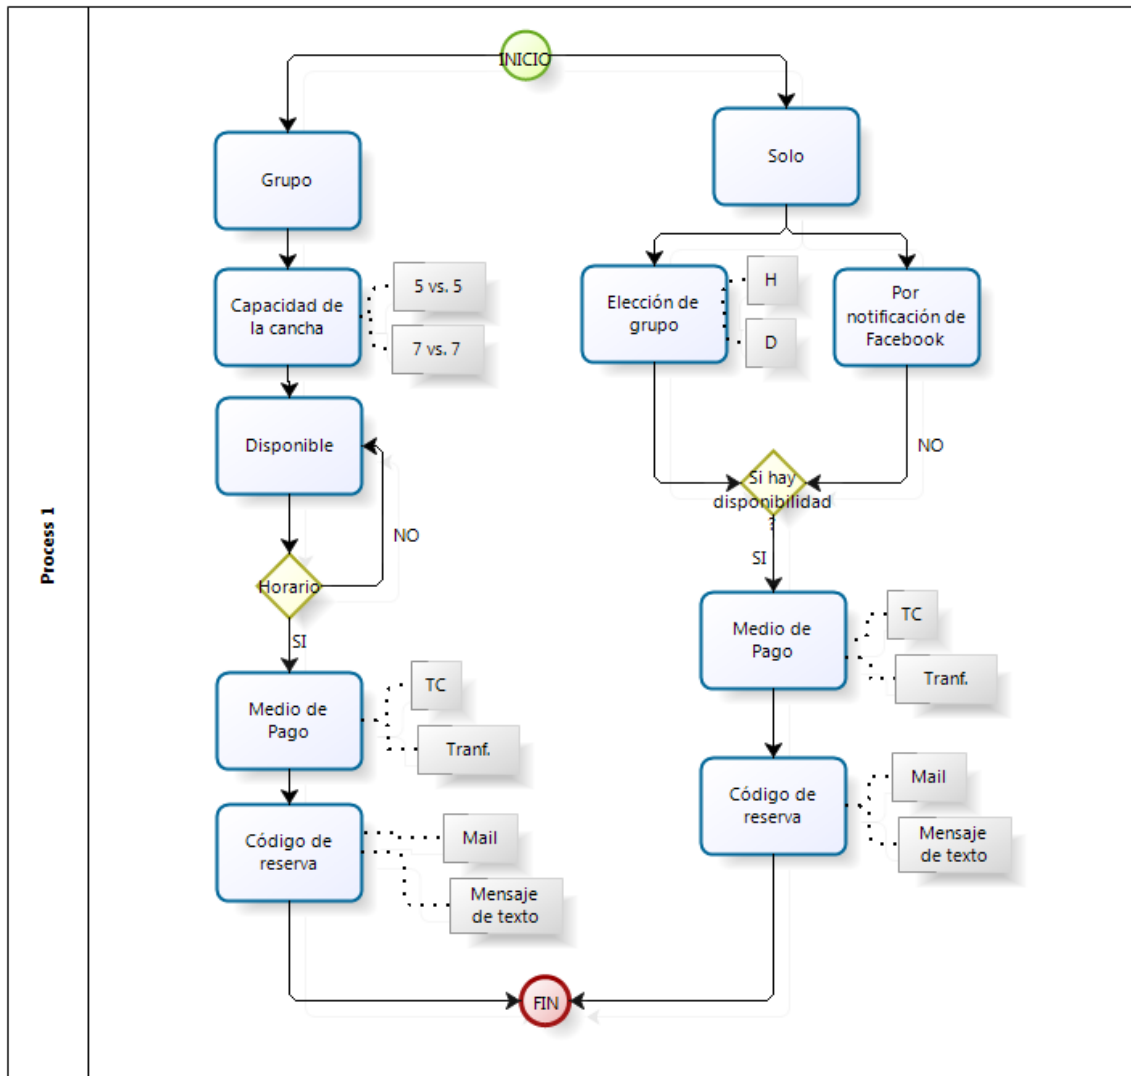 Process 1
INICIO
Grupo
Solo
Capacidad de
la cancha
5 vs. 5
7 vs. 7
Elección de
grupo
H
D
Por
notificación de
Facebook
Disponible
NO
Horario
SI
NO
Si hay
disponibilidad
?
SI
Medio de
Pago
TC
Tranf.
Medio de
Pago
TC
Tranf.
Código de
reserva
Mail
Mensaje
de texto
Código de
reserva
Mail
Mensaje
de texto
FIN